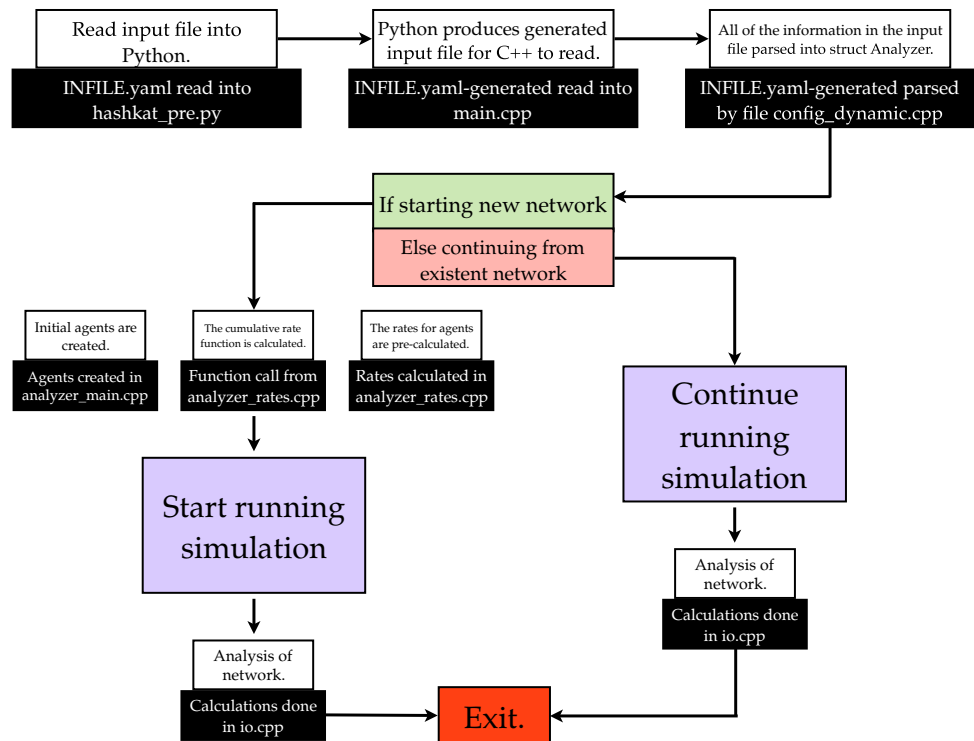 Read input file into
Python.
INFILE.yaml read into
hashkat_pre.py
Python produces generated
input file for C++ to read.
INFILE.yaml-generated read into
main.cpp
All of the information in the input
file parsed into struct Analyzer.
INFILE.yaml-generated parsed
by file config_dynamic.cpp
If starting new network
Else continuing from
existent network
Initial agents are
created.
Agents created in
analyzer_main.cpp
The cumulative rate
function is calculated.
Function call from
analyzer_rates.cpp
The rates for agents
are pre-calculated.
Rates calculated in
analyzer_rates.cpp
Continue
running
simulation
Start running
simulation
Analysis of
network.
Calculations done
in io.cpp
Analysis of
network.
Calculations done
in io.cpp
Exit.